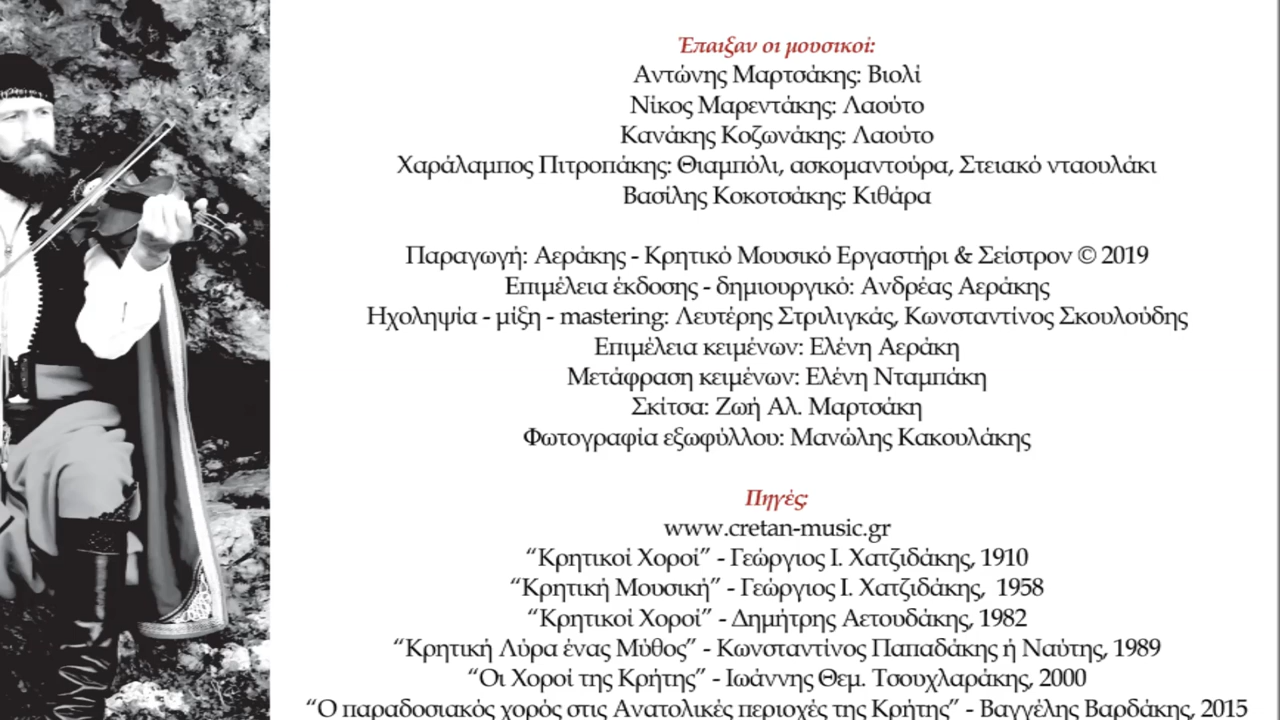 Έπαιξαν οι μουσικοί:
Αντώνης Μαρτσάκης: Βιολί
Νίκος Μαρεντάκης: Λαούτο
Κανάκης Κοζωνάκης: Λαούτο
Χαράλαμπος Πιτροπάκης: Θιαμπόλι, ασκομαντούρα, Στειακό νταουλάκι
Βασίλης Κοκοτσάκης: Κιθάρα
Παραγωγή: Αεράκης - Κρητικό Μουσικό Εργαστήρι & Σείστρον © 2019
Επιμέλεια έκδοσης - δημιουργικό: Ανδρέας Αεράκης
Ηχοληψία - μίξη - mastering: Λευτέρης Στριλιγκάς, Κωνσταντίνος Σκουλούδης
Επιμέλεια κειμένων: Ελένη Αεράκη
Μετάφραση κειμένων: Ελένη Νταμπάκη
Σκίτσα: Ζωή Αλ. Μαρτσάκη
Φωτογραφία εξωφύλλου: Μανώλης Κακουλάκης
Πηγές:
www.cretan-music.gr
“Κρητικοί Χοροί” - Γεώργιος Ι. Χατζιδάκης, 1910
“Κρητική Μουσική” - Γεώργιος Ι. Χατζιδάκης, 1958
“Κρητικοί Χοροί” - Δημήτρης Αετουδάκης, 1982
“Κρητική Λύρα ένας Μύθος” - Κωνσταντίνος Παπαδάκης ή Ναύτης, 1989
“Οι Χοροί της Κρήτης” - Ιωάννης Θεμ. Τσουχλαράκης, 2000
“Ο παραδοσιακός χορός στις Ανατολικές περιοχές της Κρήτης” - Βαγγέλης Βαρδάκης, 2015